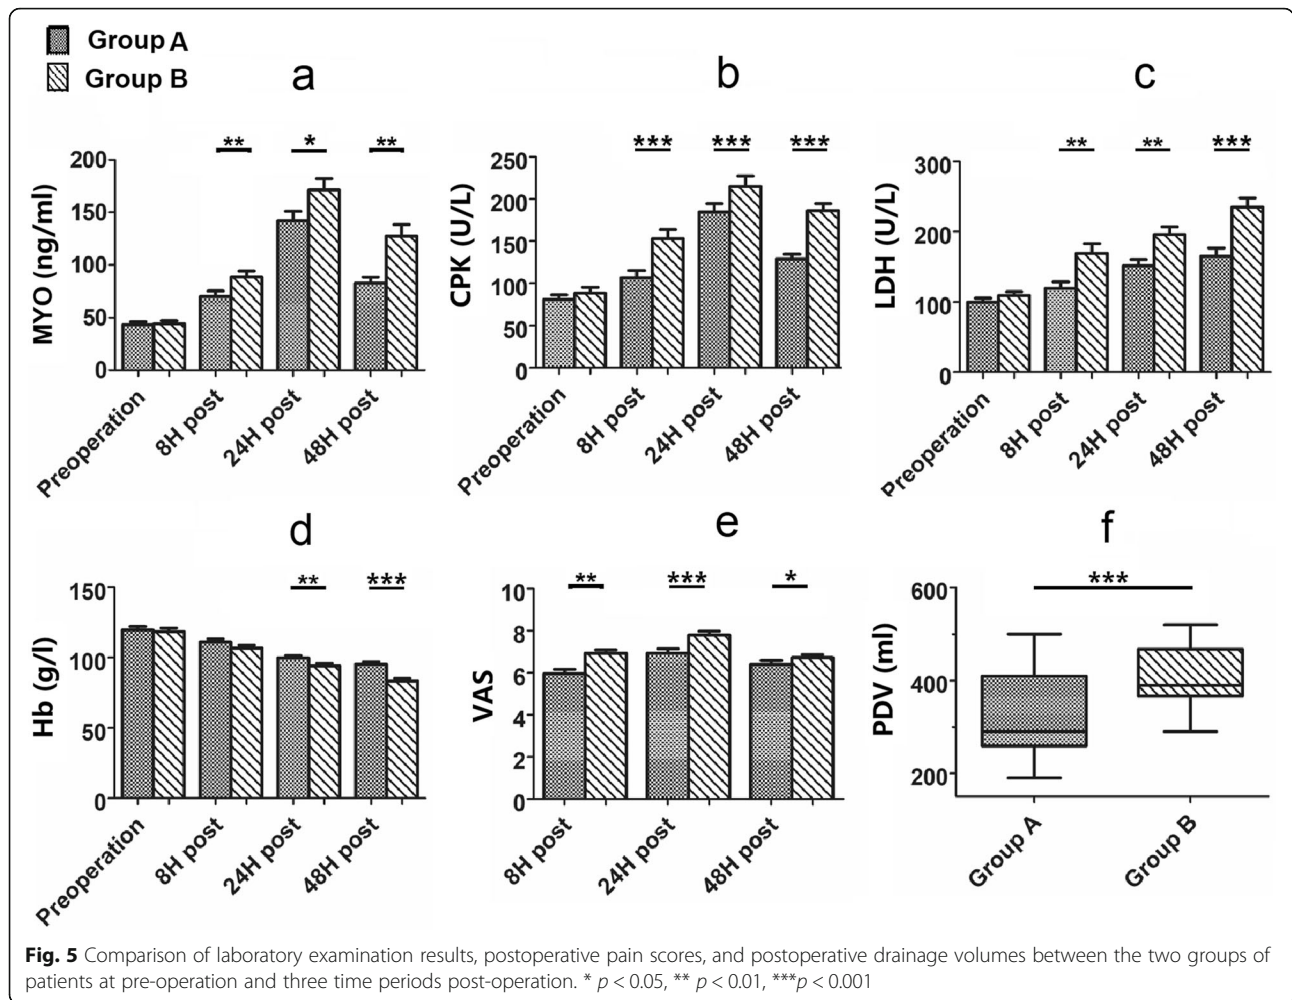 Group A
Group B
a
** * **
200
150
100
50
0
MYO (ng/ml)
Preoperation
8H post
24H post
48H post
b
*** *** ***
250
200
150
100
50
0
CPK (U/L)
Preoperation
8H post
24H post
48H post
c
** ** ***
300
200
100
0
LDH (U/L)
Preoperation
8H post
24H post
48H post
d
** ***
150
100
50
0
Hb (g/l)
Preoperation
8H post
24H post
48H post
e
** *** *
10
8
6
4
2
0
VAS
8H post
24H post
48H post
f
***
600
400
200
PDV (ml)
Group A
Group B
Fig. 5 Comparison of laboratory examination results, postoperative pain scores, and postoperative drainage volumes between the two groups of
patients at pre-operation and three time periods post-operation. * p < 0.05, ** p < 0.01, ***p < 0.001